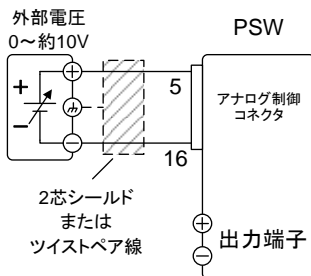 外部電圧
0～約10V
PSW
+
−
+
−
5
16
アナログ制御
コネクタ
2芯シールド
または
ツイストペア線
+
−
出力端子